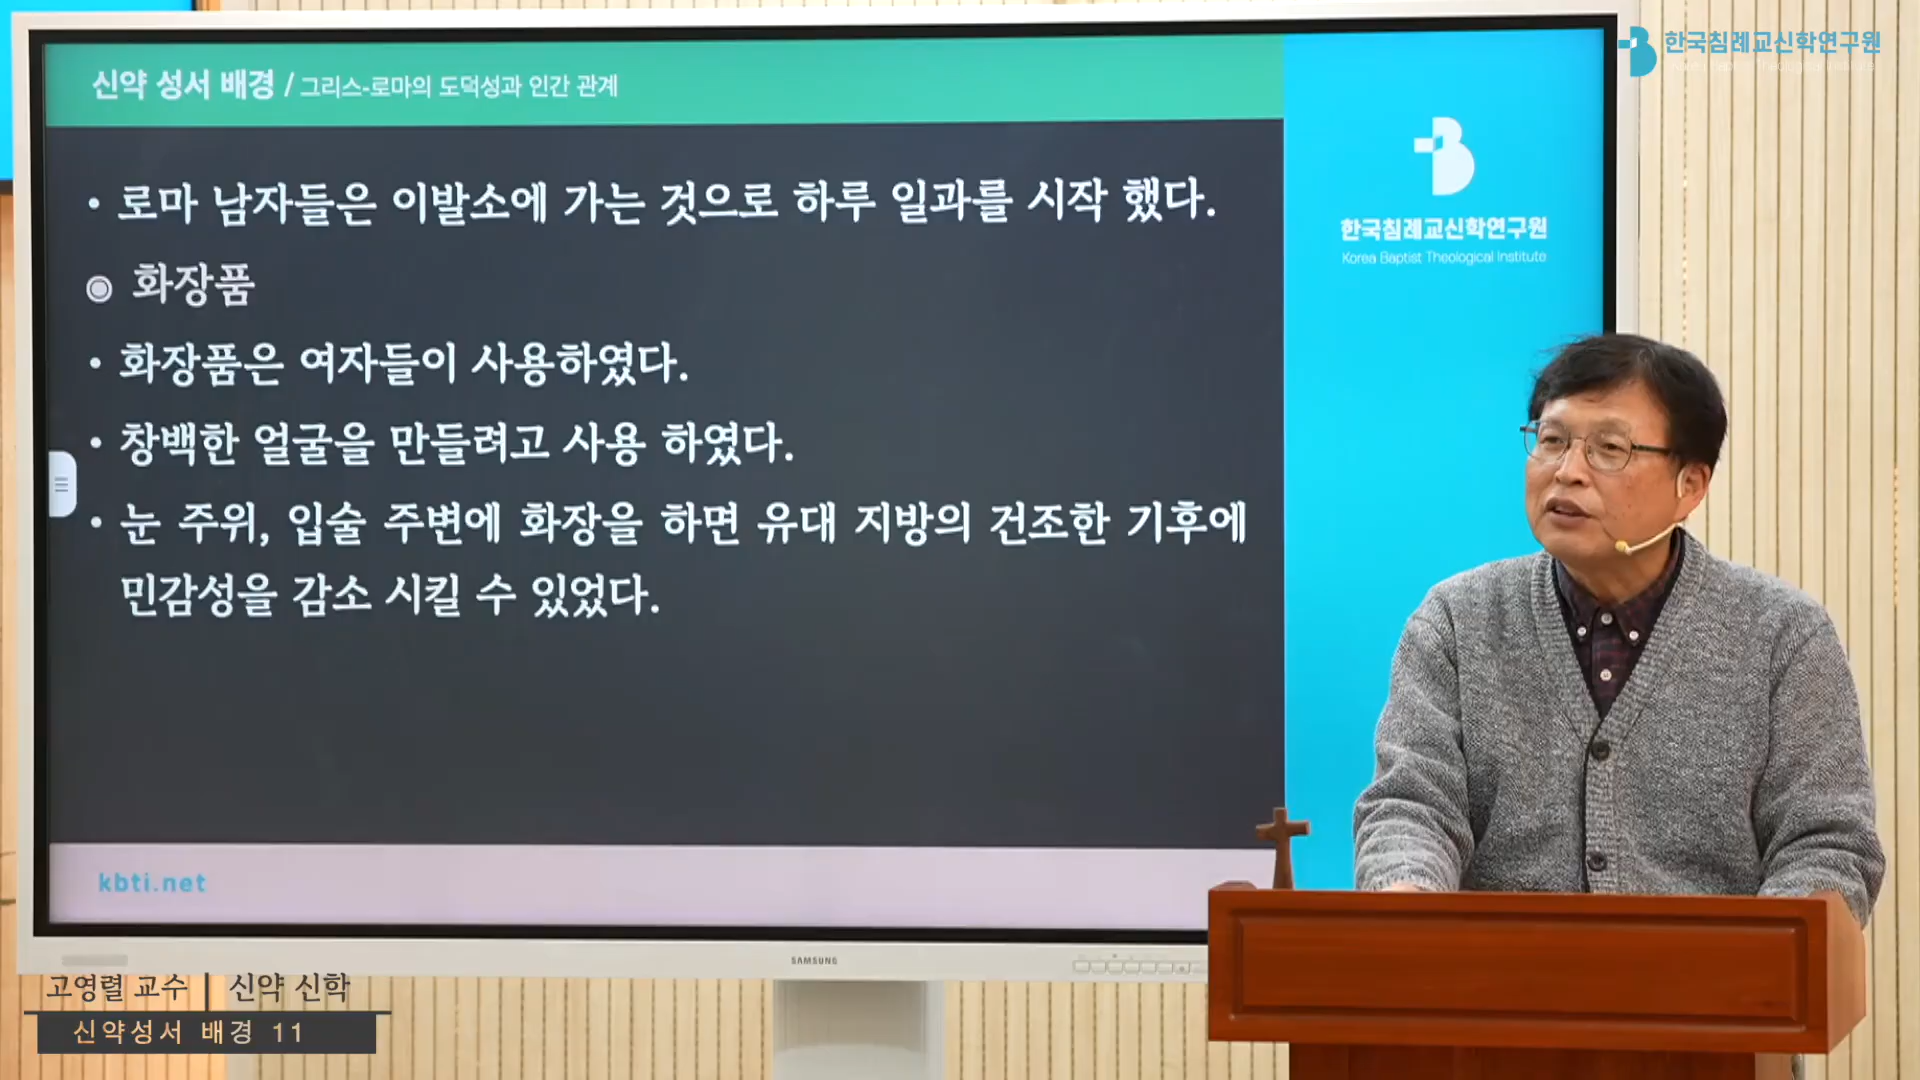 신약 성서 배경 / 그리스-로마의 도덕성과 인간 관계
한국침례교신학연구원
• 로마 남자들은 이발소에 가는 것으로 하루 일과를 시작 했다.
◉ 화장품
• 화장품은 여자들이 사용하였다.
• 창백한 얼굴을 만들려고 사용 하였다.
• 눈 주위, 입술 주변에 화장을 하면 유대 지방의 건조한 기후에
민감성을 감소 시킬 수 있었다.
한국침례교신학연구원
Korea Baptist Theological Institute
kbti.net
SAMSUNG
고영렬 교수 | 신약 신학
신약성서 배경 11